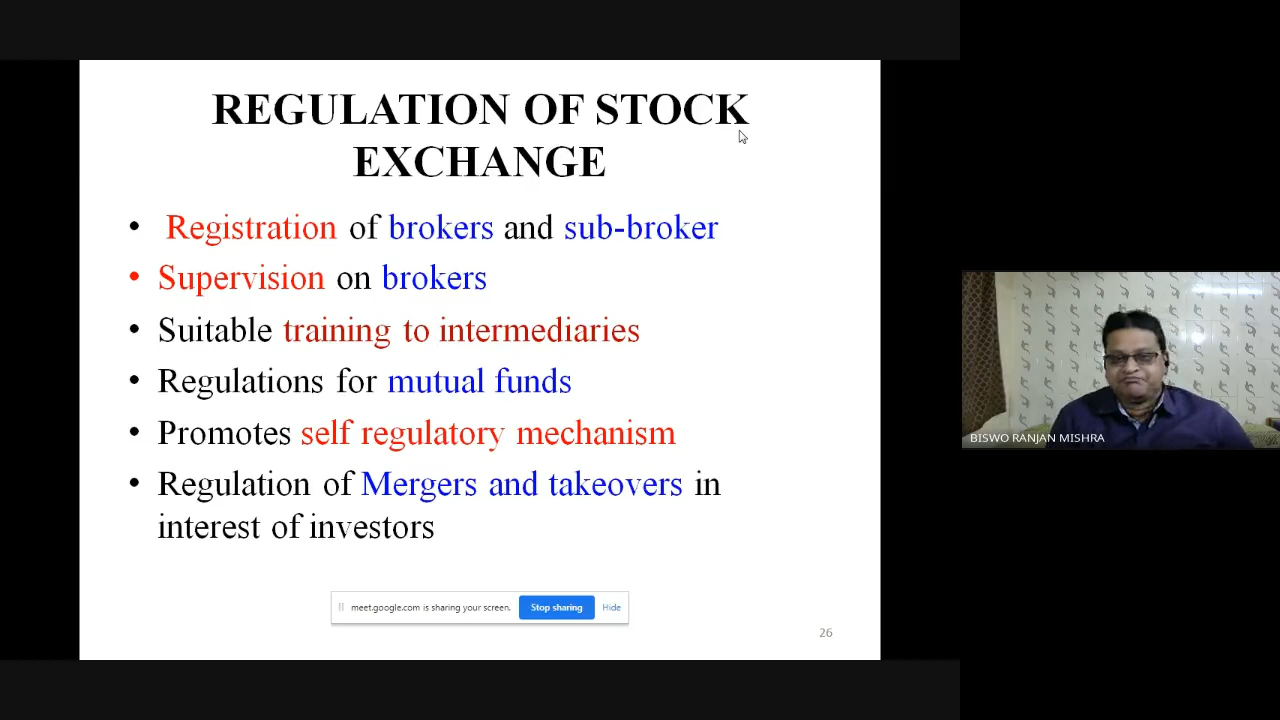 REGULATION OF STOCK
EXCHANGE
• Registration of brokers and sub-broker
• Supervision on brokers
• Suitable training to intermediaries
• Regulations for mutual funds
• Promotes self regulatory mechanism
• Regulation of Mergers and takeovers in
interest of investors
meet.google.com is sharing your screen. Stop sharing Hide
26
BISWO RANJAN MISHRA